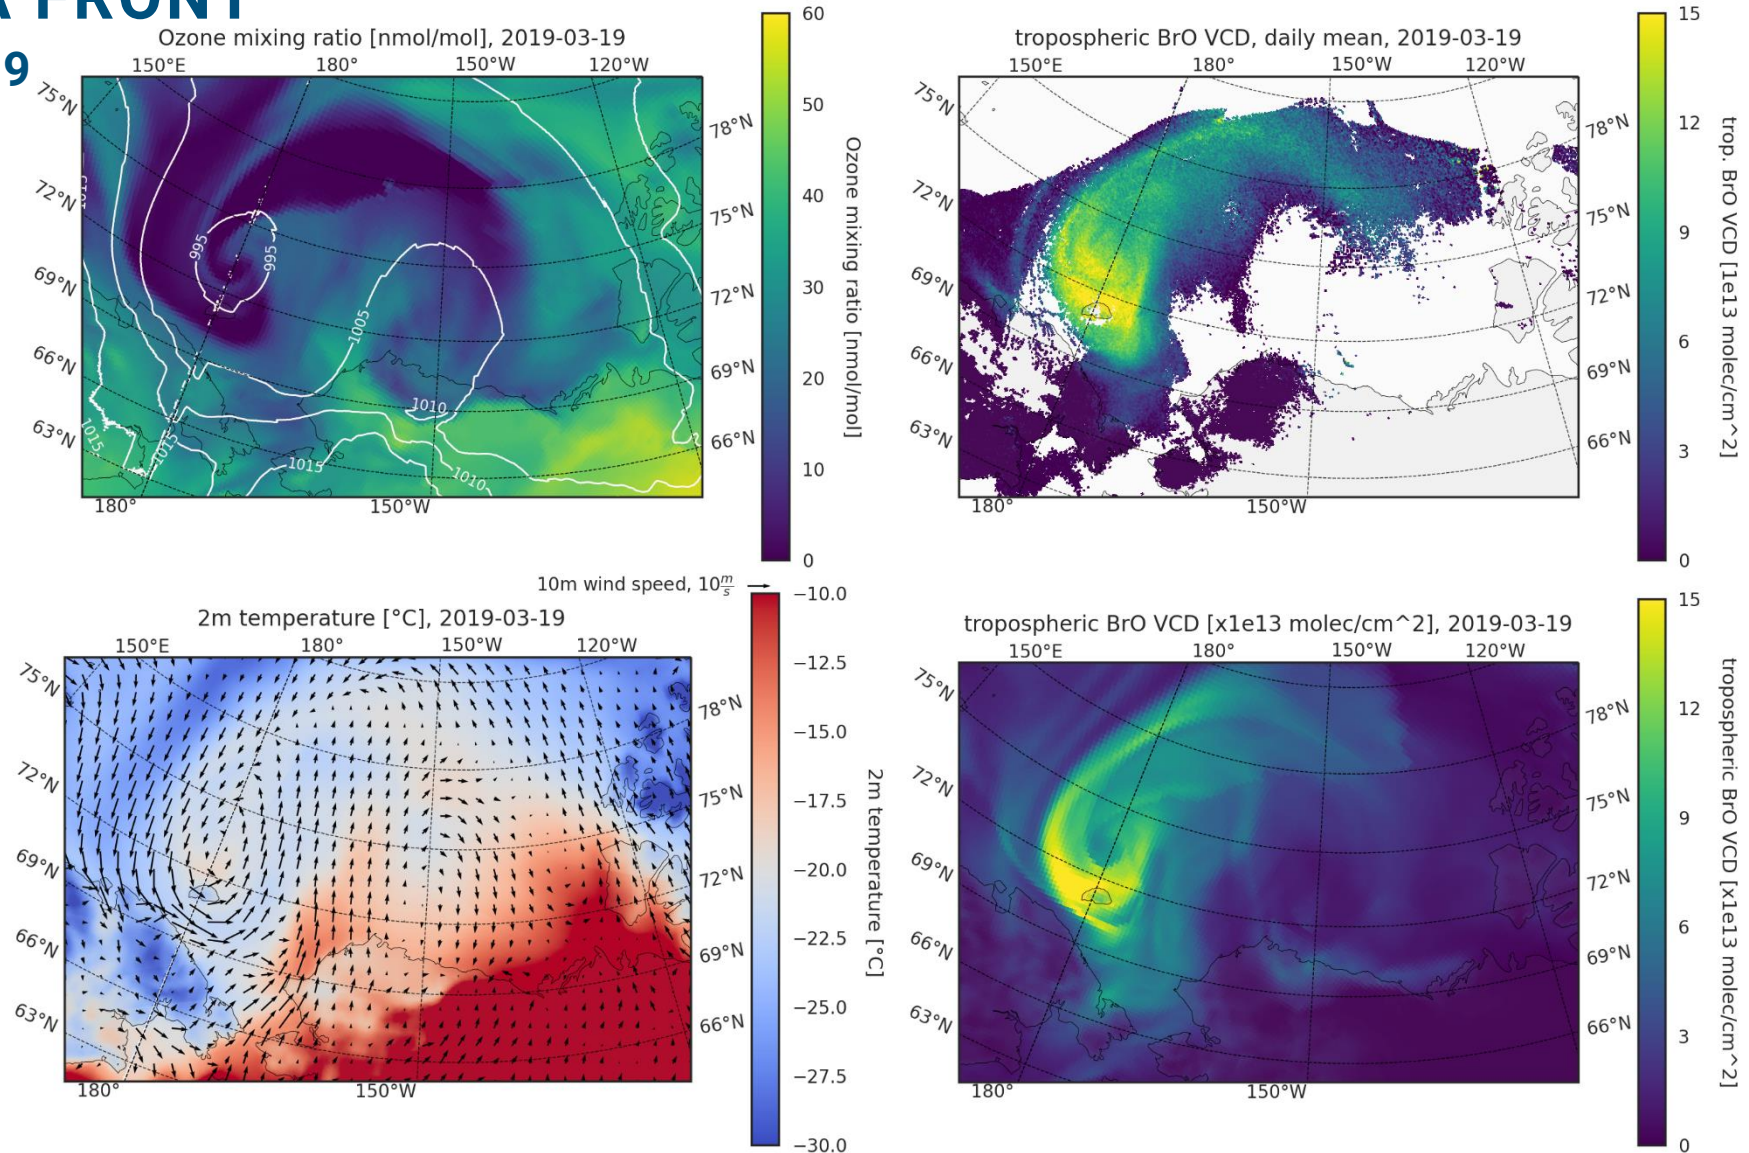 A FRONT
9
Ozone mixing ratio [nmol/mol], 2019-03-19
150°E 180° 150°W 120°W
75°N
72°N
69°N
66°N
63°N
78°N
75°N
72°N
69°N
66°N
180° 150°W
1015
995
995
1005
1010
1015
1015
1015
1010
60
50
40
30
20
10
0
Ozone mixing ratio [nmol/mol]
tropospheric BrO VCD, daily mean, 2019-03-19
150°E 180° 150°W 120°W
75°N
72°N
69°N
66°N
63°N
78°N
75°N
72°N
69°N
66°N
180° 150°W
15
12
9
6
3
0
trop. BrO VCD [1e13 molec/cm^2]
10m wind speed, 10 m/s
2m temperature [°C], 2019-03-19
150°E 180° 150°W 120°W
75°N
72°N
69°N
66°N
63°N
78°N
75°N
72°N
69°N
66°N
180° 150°W
−10.0
−12.5
−15.0
−17.5
−20.0
−22.5
−25.0
−27.5
−30.0
2m temperature [°C]
tropospheric BrO VCD [x1e13 molec/cm^2], 2019-03-19
150°E 180° 150°W 120°W
75°N
72°N
69°N
66°N
63°N
78°N
75°N
72°N
69°N
66°N
180° 150°W
15
12
9
6
3
0
tropospheric BrO VCD [x1e13 molec/cm^2]